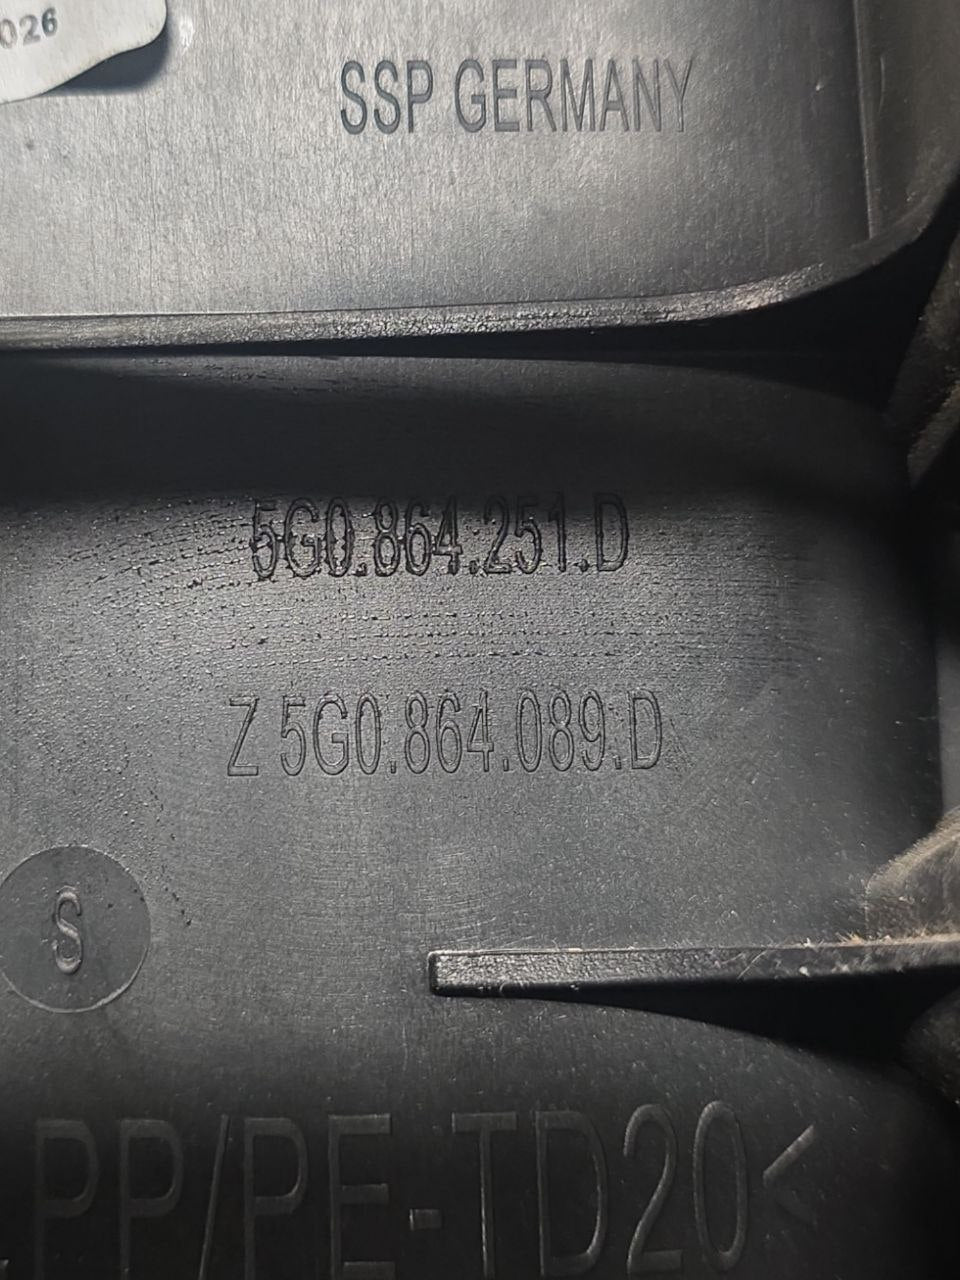 026
SSP GERMANY
5G0.864.251.D
Z 5G0.864.089.D
S
PP/PE-TD20<